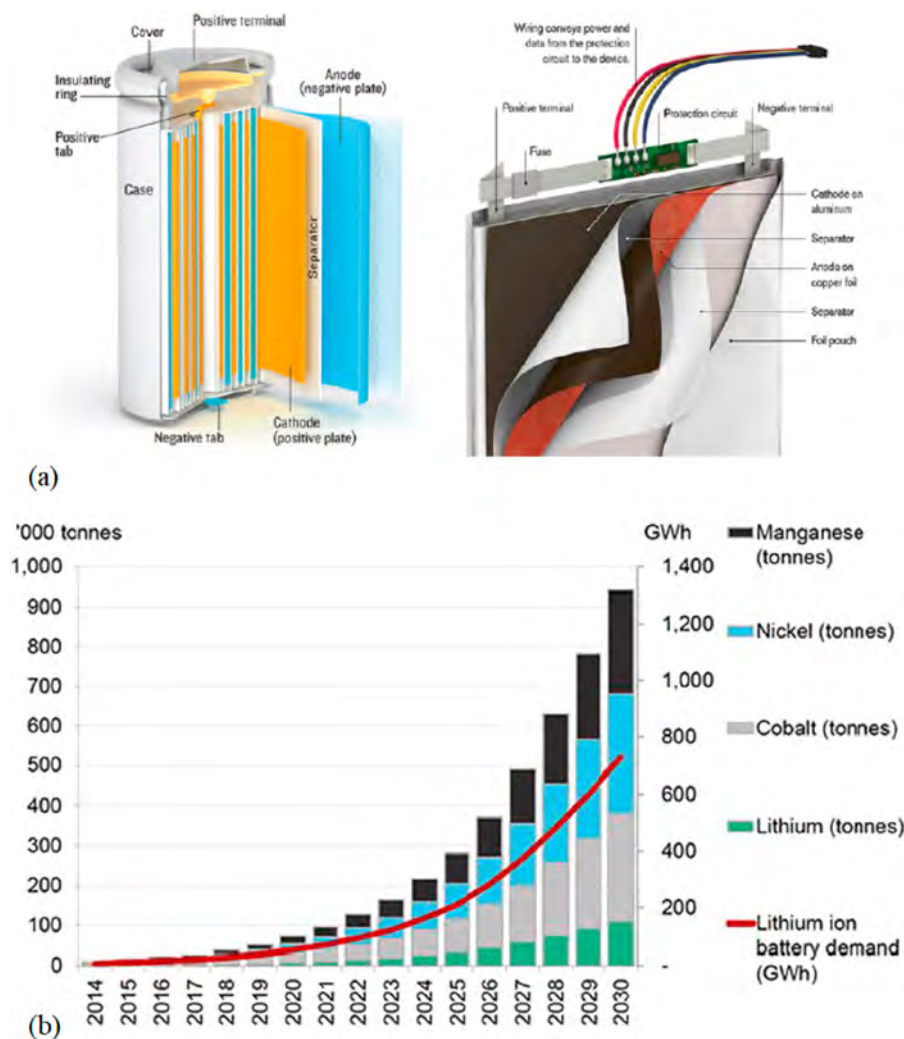 Cover
Positive terminal
Insulating
ring
Positive
tab
Case
Anode
(negative plate)
Separator
Cathode
(positive plate)
Negative tab
Wiring conveys power and
data from the protection
circuit to the device.
Positive terminal
Fuse
Protection circuit
Negative terminal
Cathode on
aluminum
Separator
Anode on
copper foil
Separator
Foil pouch
(a)
'000 tonnes
GWh
1,000
900
800
700
600
500
400
300
200
100
0
1,400
1,200
1,000
800
600
400
200
-
2014
2015
2016
2017
2018
2019
2020
2021
2022
2023
2024
2025
2026
2027
2028
2029
2030
Manganese
(tonnes)
Nickel (tonnes)
Cobalt (tonnes)
Lithium (tonnes)
Lithium ion
battery demand
(GWh)
(b)